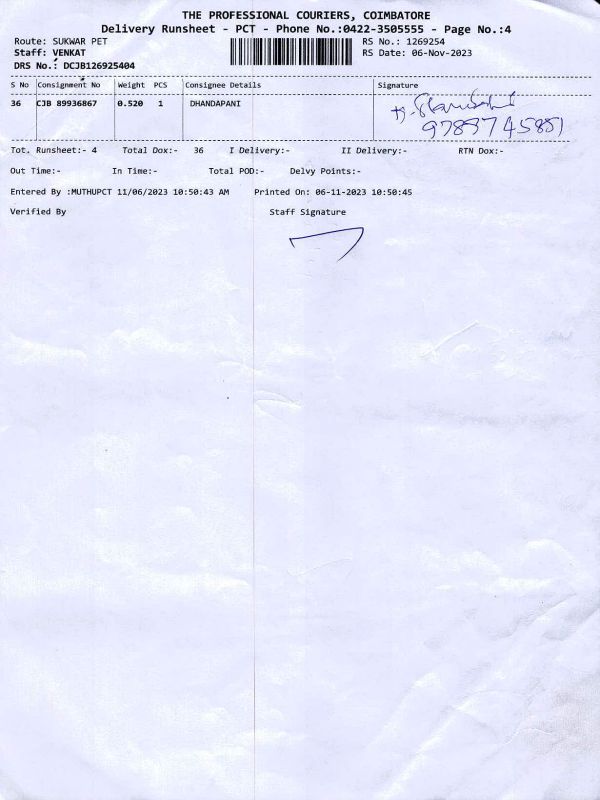 THE PROFESSIONAL COURIERS, COIMBATORE
Delivery Runsheet - PCT - Phone No.:0422-3505555 - Page No.:4
Route: SUKWAR PET RS No.: 1269254
Staff: VENKAT RS Date: 06-Nov-2023
DRS No.: DCJB126925404
S No Consignment No Weight PCS Consignee Details Signature
36 CJB 89936867 0.520 1 DHANDAPANI
9789745851
Tot. Runsheet:- 4 Total Dox:- 36 I Delivery:- II Delivery:- RTN Dox:-
Out Time:- In Time:- Total POD:- Delvy Points:-
Entered By :MUTHUPCT 11/06/2023 10:50:43 AM Printed On: 06-11-2023 10:50:45
Verified By Staff Signature